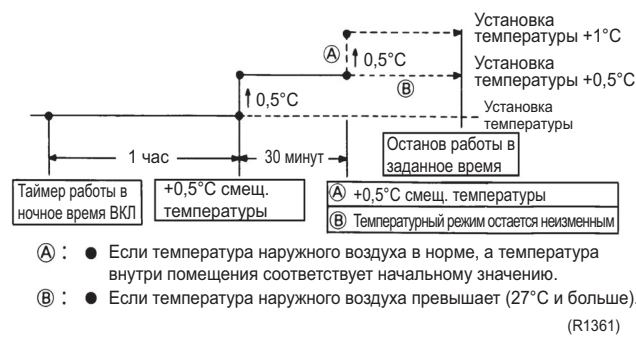 Установка
температуры +1°C
Ⓐ
0,5°C
Установка
температуры +0,5°C
Ⓑ
0,5°C
Установка
температуры
Останов работы в
заданное время
1 час
30 минут
Таймер работы в
ночное время ВКЛ
+0,5°C смещ.
температуры
Ⓐ +0,5°C смещ. температуры
Ⓑ Температурный режим остается неизменным
Ⓐ : ● Если температура наружного воздуха в норме, а температура
внутри помещения соответствует начальному значению.
Ⓑ : ● Если температура наружного воздуха превышает (27°C и больше).
(R1361)